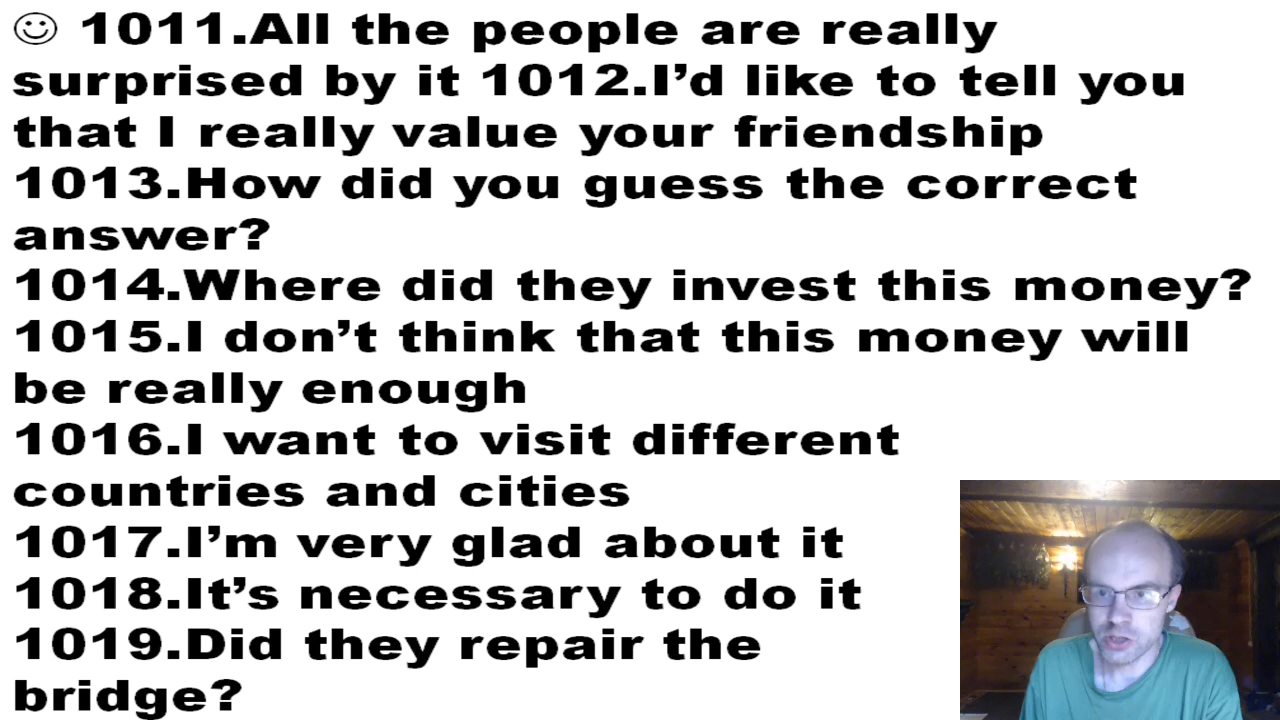 ☺ 1011.All the people are really
surprised by it 1012.I’d like to tell you
that I really value your friendship
1013.How did you guess the correct
answer?
1014.Where did they invest this money?
1015.I don’t think that this money will
be really enough
1016.I want to visit different
countries and cities
1017.I’m very glad about it
1018.It’s necessary to do it
1019.Did they repair the
bridge?